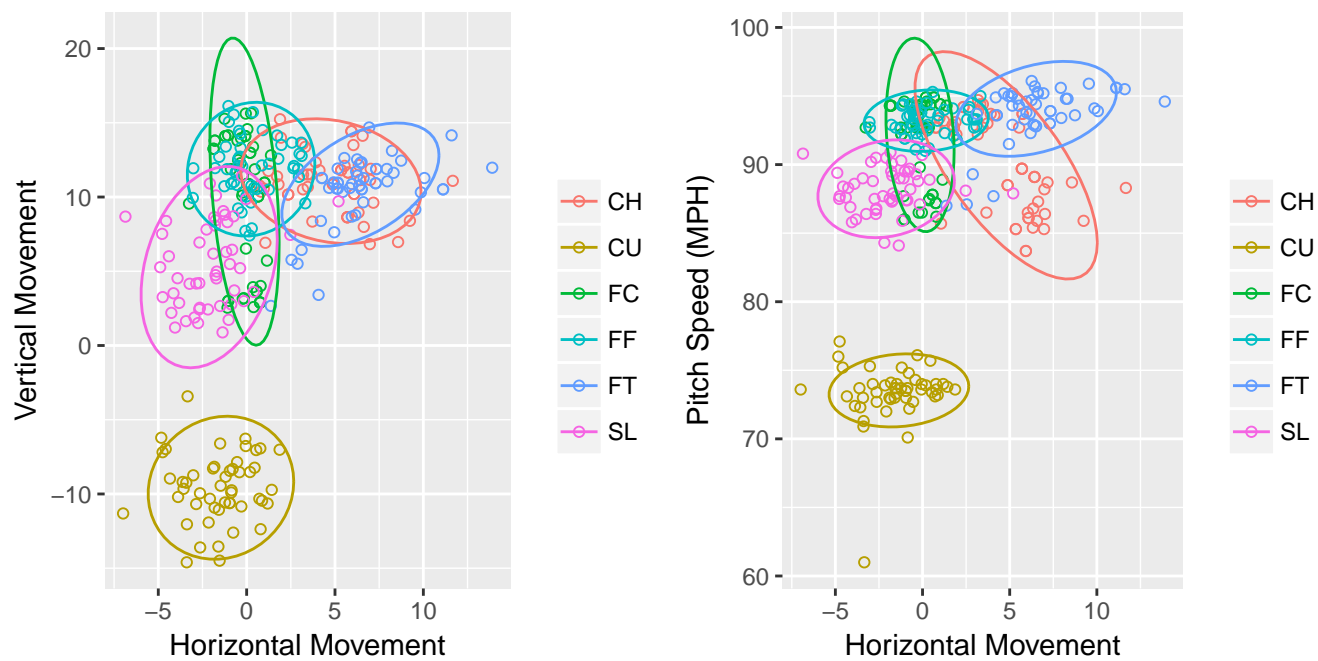 Vertical Movement
20
10
0
−10
−5
0
5
10
Horizontal Movement
CH
CU
FC
FF
FT
SL
Pitch Speed (MPH)
100
90
80
70
60
−5
0
5
10
Horizontal Movement
CH
CU
FC
FF
FT
SL